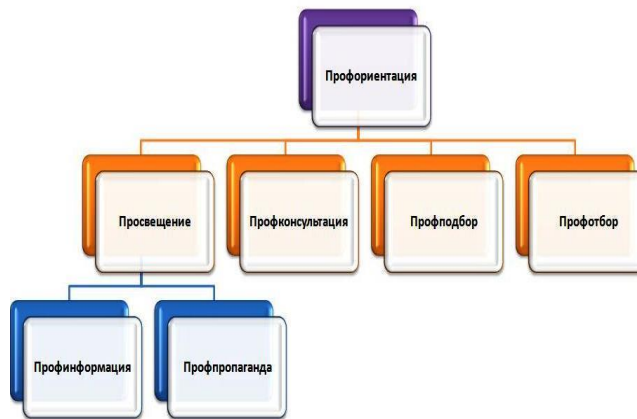 Профориентация
Просвещение
Профконсультация
Профподбор
Профотбор
Профинформация
Профпропаганда